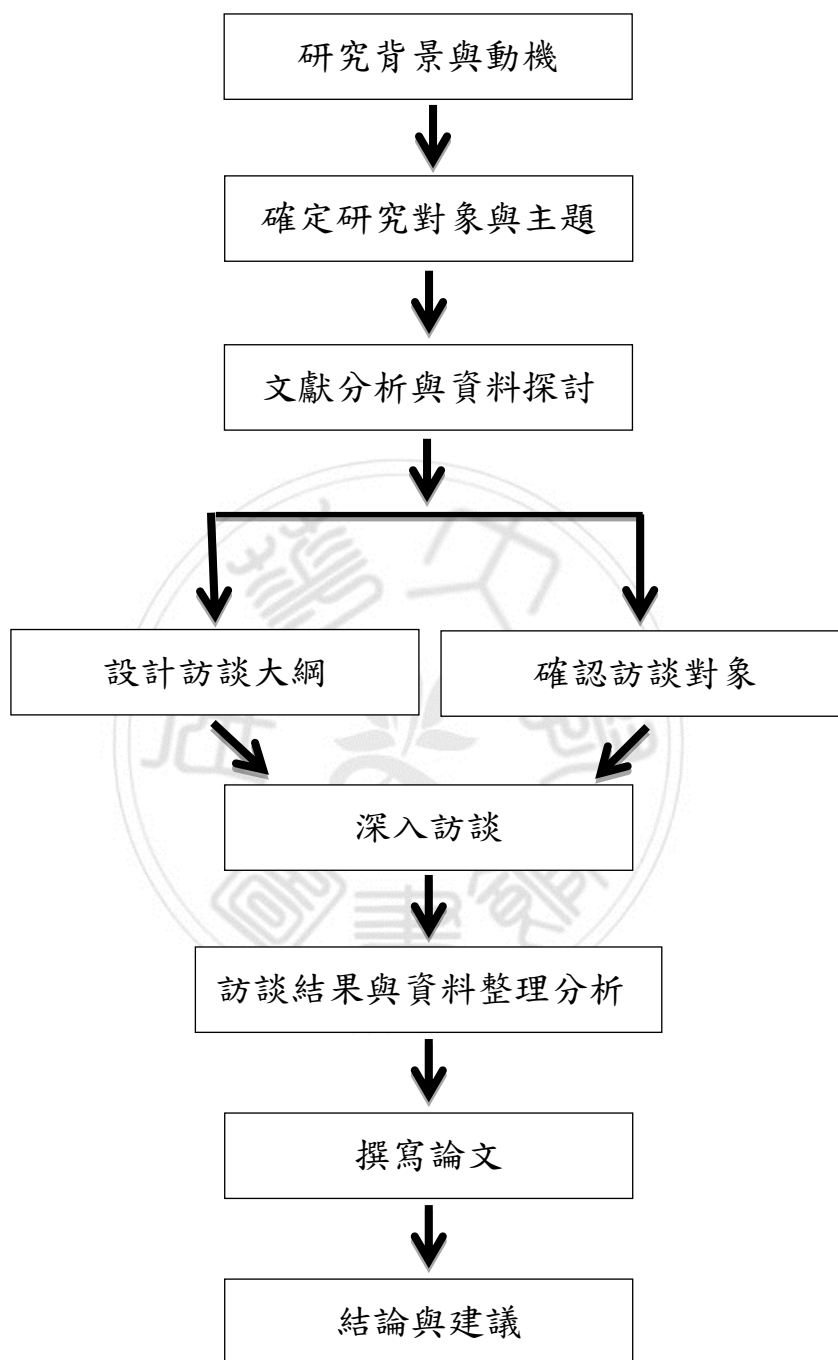 研究背景與動機
確定研究對象與主題
文獻分析與資料探討
設計訪談大綱
確認訪談對象
深入訪談
訪談結果與資料整理分析
撰寫論文
結論與建議